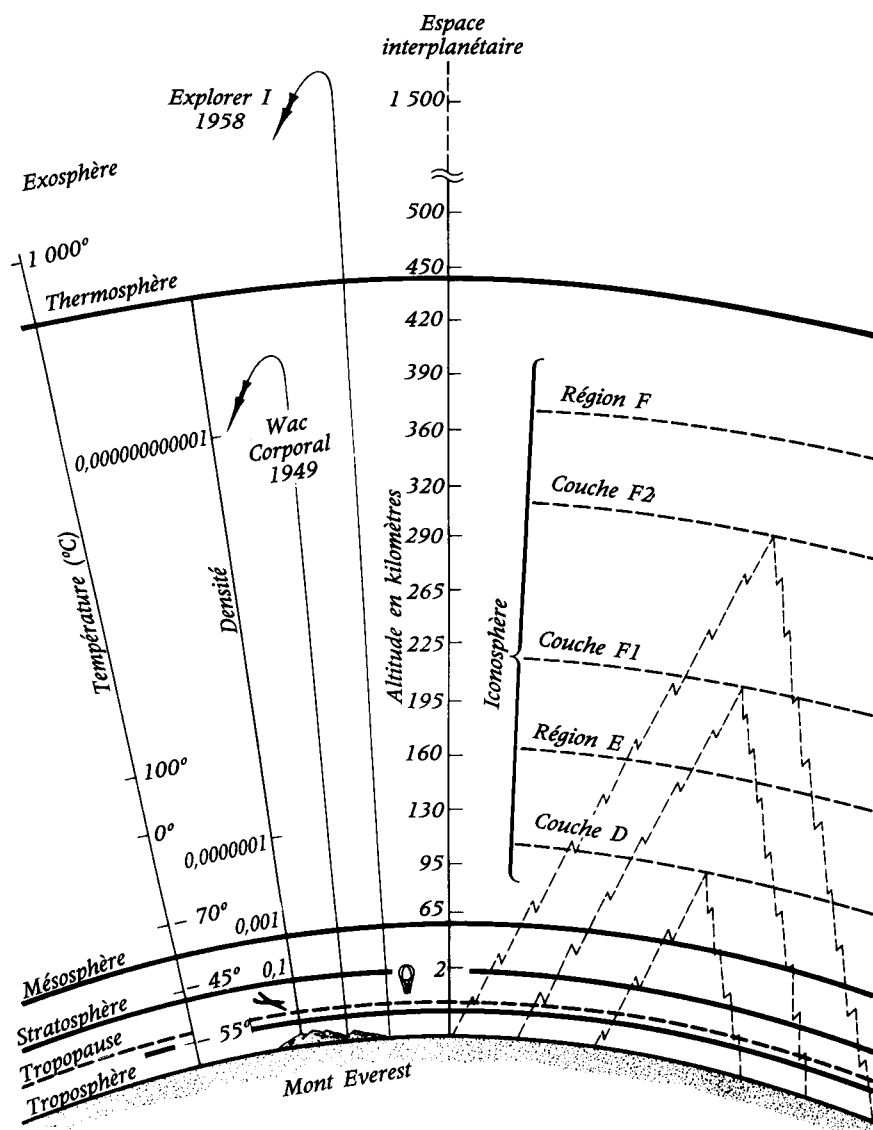 Espace
interplanétaire
Explorer I
1958
1 500
Exosphère
500
1 000°
450
Thermosphère
420
390
Région F
Wac
Corporal
1949
0,000000000001
360
320
Couche F2
290
Température (°C)
Densité
Altitude en kilomètres
265
Iconosphère
225
Couche F1
195
Région E
160
100°
130
0°
0,0000001
Couche D
95
70°
0,001
65
Mésosphère
45°
0,1
2
Stratosphère
Tropopause
55°
Troposphère
Mont Everest